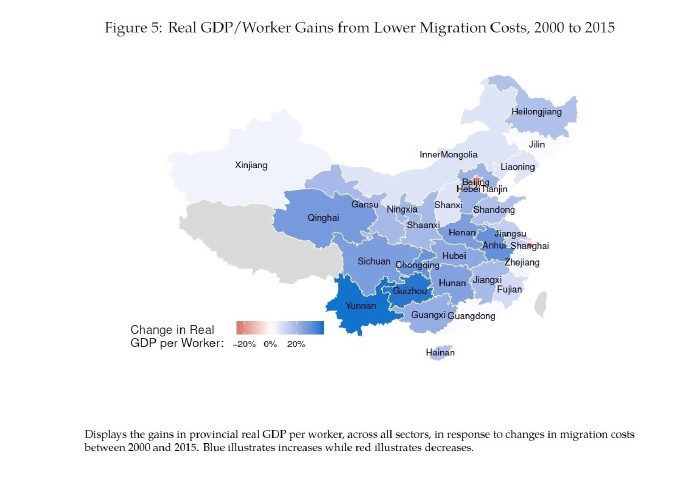 Figure 5: Real GDP/Worker Gains from Lower Migration Costs, 2000 to 2015
Heilongjiang
Jilin
InnerMongolia
Liaoning
Xinjiang
Beijing
Hebei Tianjin
Gansu
Ningxia
Shanxi
Shandong
Qinghai
Shaanxi
Henan
Jiangsu
Anhui
Shanghai
Sichuan
Chongqing
Hubei
Zhejiang
Hunan
Jiangxi
Guizhou
Fujian
Yunnan
Guangxi
Guangdong
Change in Real
GDP per Worker:
−20% 0% 20%
Hainan
Displays the gains in provincial real GDP per worker, across all sectors, in response to changes in migration costs
between 2000 and 2015. Blue illustrates increases while red illustrates decreases.